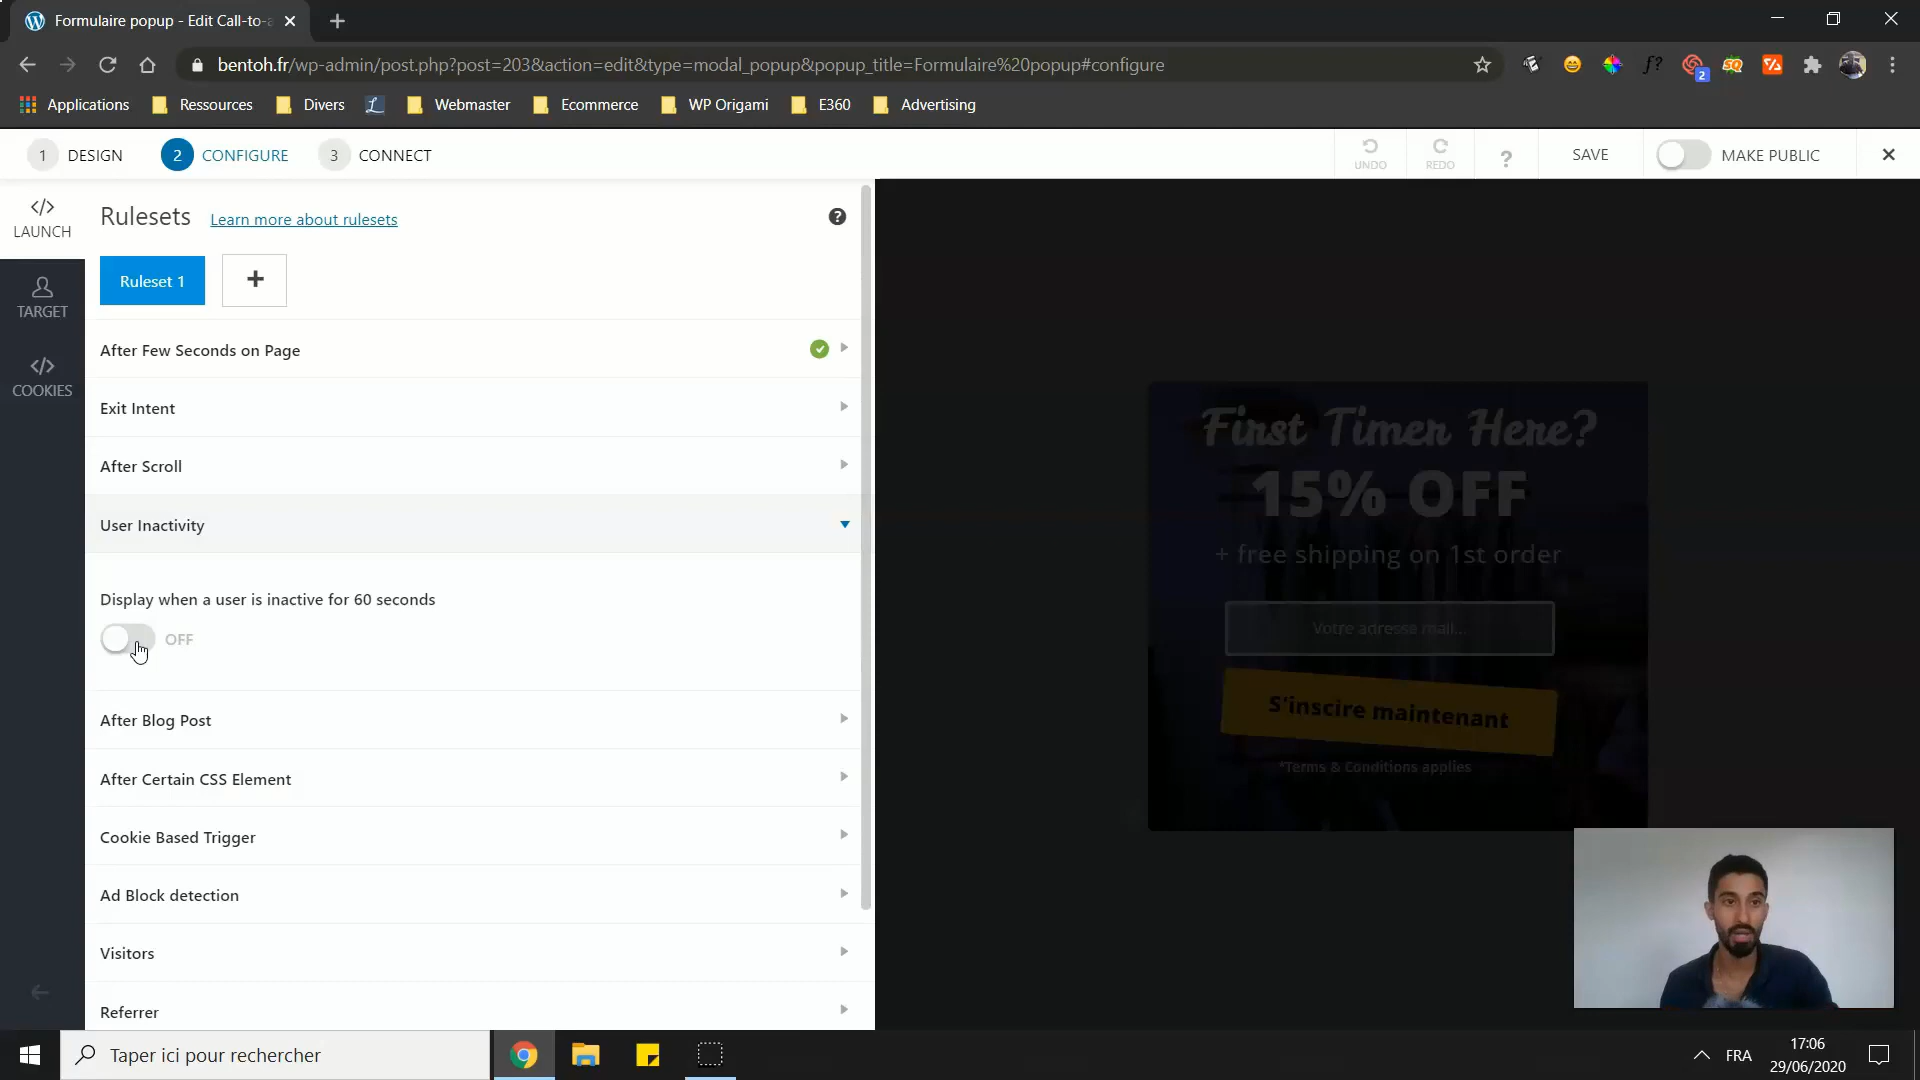 Formulaire popup - Edit Call-to-a
bentoh.fr/wp-admin/post.php?post=203&action=edit&type=modal_popup&popup_title=Formulaire%20popup#configure
2
Applications
Ressources
Divers
Webmaster
Ecommerce
WP Origami
E360
Advertising
1 DESIGN
2 CONFIGURE
3 CONNECT
UNDO
REDO
?
SAVE
MAKE PUBLIC
LAUNCH
TARGET
COOKIES
Rulesets
Learn more about rulesets
Ruleset 1
+
After Few Seconds on Page
Exit Intent
After Scroll
User Inactivity
Display when a user is inactive for 60 seconds
OFF
After Blog Post
After Certain CSS Element
Cookie Based Trigger
Ad Block detection
Visitors
Referrer
First Timer Here?
15% OFF
+ free shipping on 1st order
Votre adresse mail...
S'inscire maintenant
*Terms & Conditions applies
Taper ici pour rechercher
FRA
17:06
29/06/2020